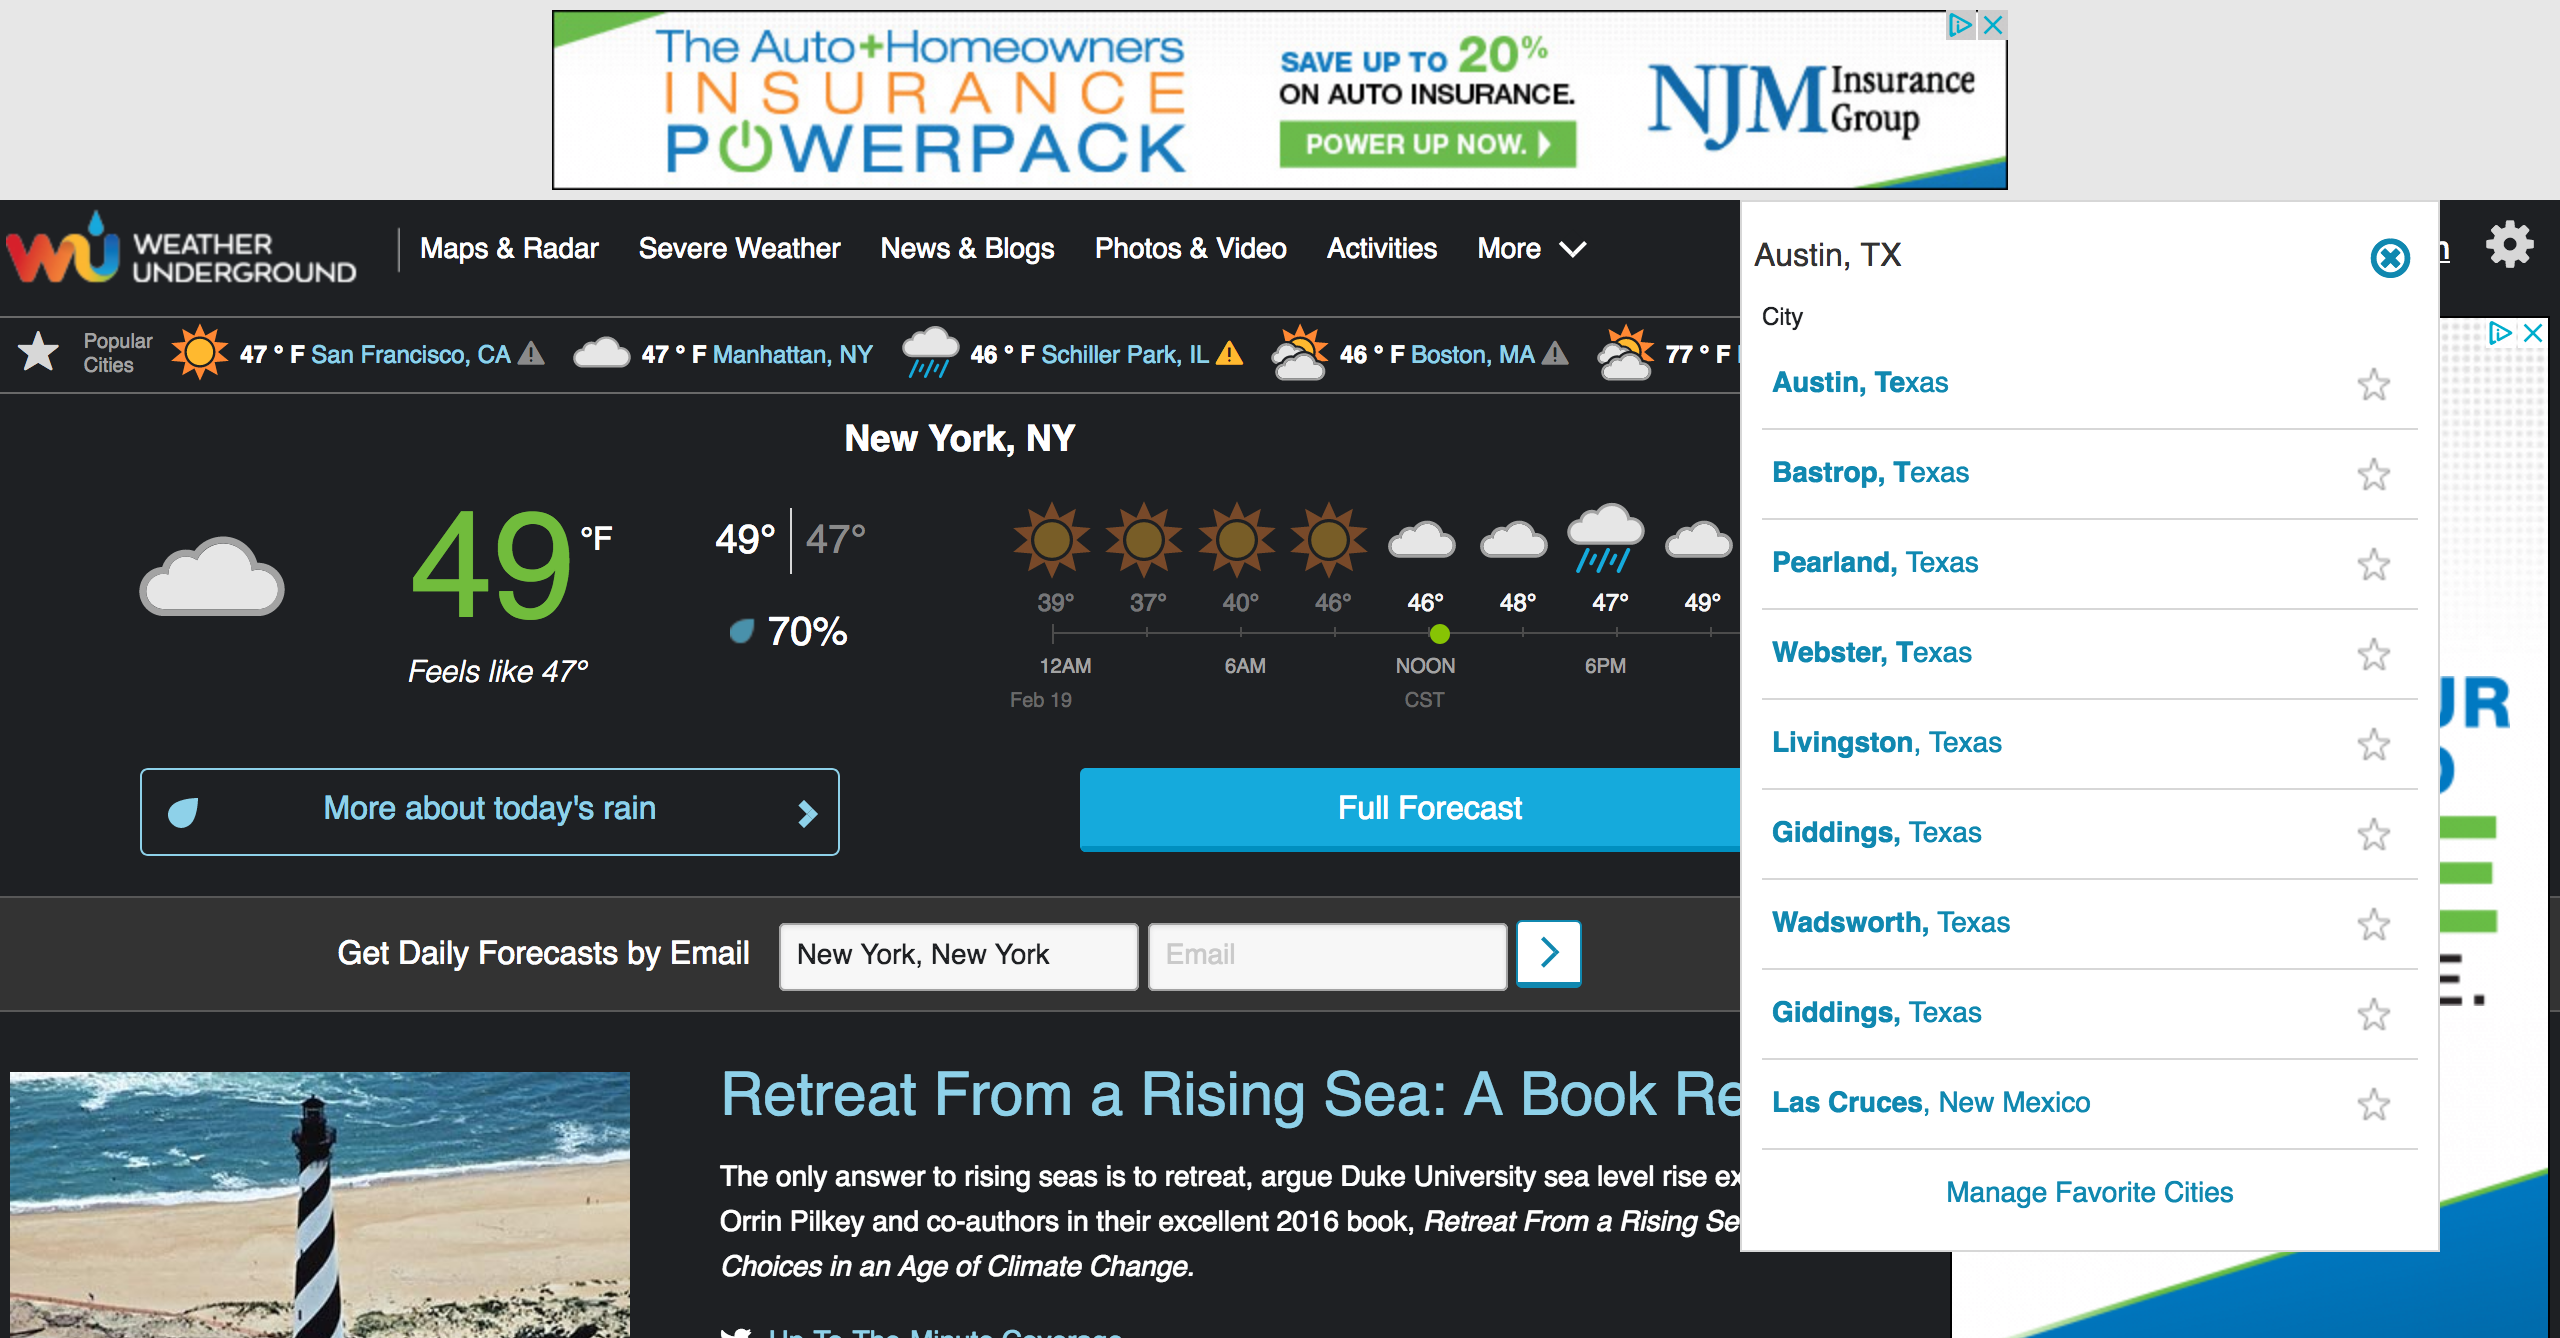 The Auto+Homeowners
INSURANCE
POWERPACK
SAVE UP TO 20%
ON AUTO INSURANCE.
POWER UP NOW.
NJM Insurance
Group
WEATHER
UNDERGROUND
Maps & Radar
Severe Weather
News & Blogs
Photos & Video
Activities
More
Austin, TX
City
Popular
Cities
47 ° F San Francisco, CA
47 ° F Manhattan, NY
46 ° F Schiller Park, IL
46 ° F Boston, MA
77 ° F
New York, NY
49 °F
Feels like 47°
49° 47°
70%
39° 37° 40° 46° 46° 48° 47° 49°
12AM 6AM NOON 6PM
Feb 19 CST
More about today's rain
Full Forecast
Get Daily Forecasts by Email
New York, New York
Email
Austin, Texas
Bastrop, Texas
Pearland, Texas
Webster, Texas
Livingston, Texas
Giddings, Texas
Wadsworth, Texas
Giddings, Texas
Las Cruces, New Mexico
Manage Favorite Cities
Retreat From a Rising Sea: A Book Re
The only answer to rising seas is to retreat, argue Duke University sea level rise ex
Orrin Pilkey and co-authors in their excellent 2016 book, Retreat From a Rising Se
Choices in an Age of Climate Change.
Up To The Minute Coverage